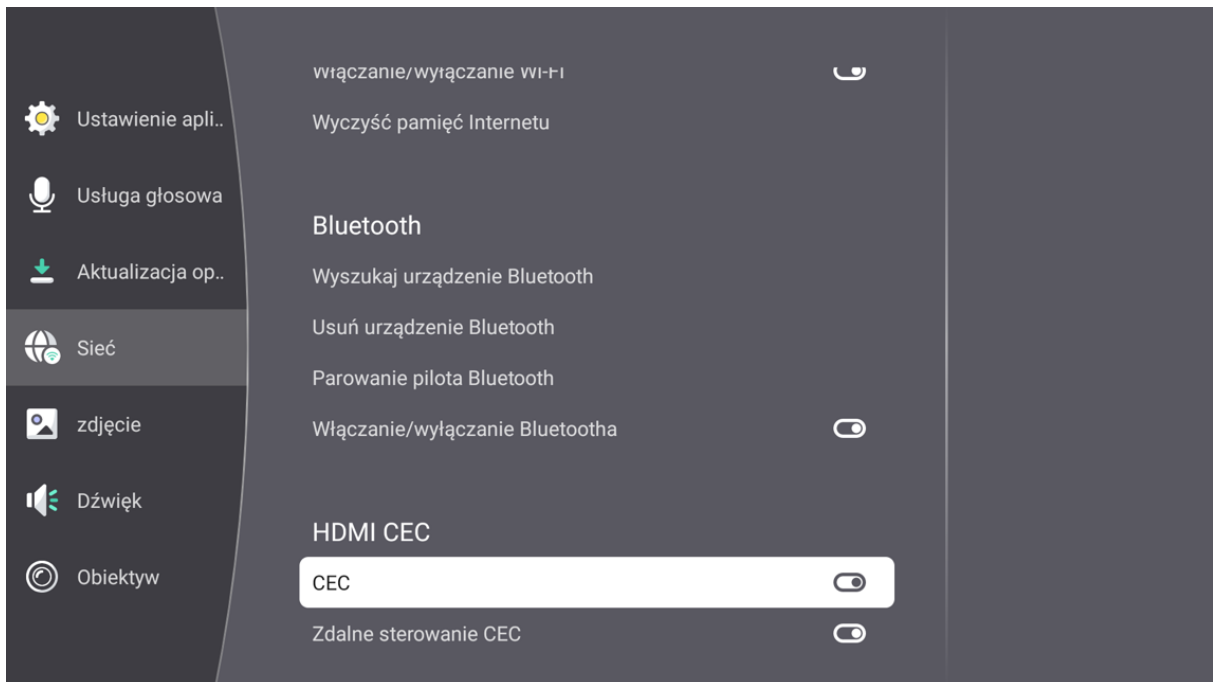 Włączanie/wyłączanie Wi-Fi
Wyczyść pamięć Internetu
Ustawienie apli..
Usługa głosowa
Aktualizacja op..
Sieć
zdjęcie
Dźwięk
Obiektyw
Bluetooth
Wyszukaj urządzenie Bluetooth
Usuń urządzenie Bluetooth
Parowanie pilota Bluetooth
Włączanie/wyłączanie Bluetootha
HDMI CEC
CEC
Zdalne sterowanie CEC